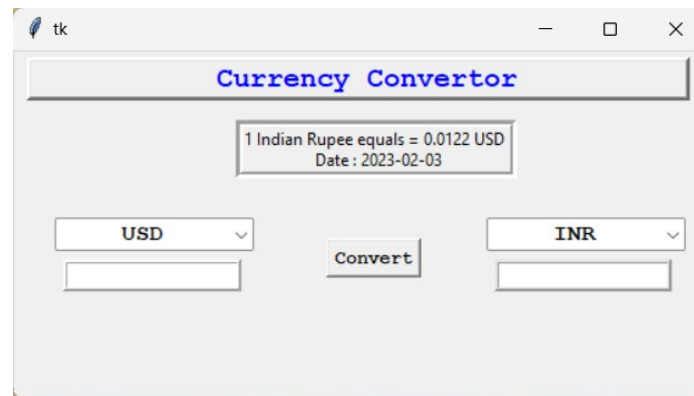 tk
Currency Convertor
1 Indian Rupee equals = 0.0122 USD
Date : 2023-02-03
USD
INR
Convert